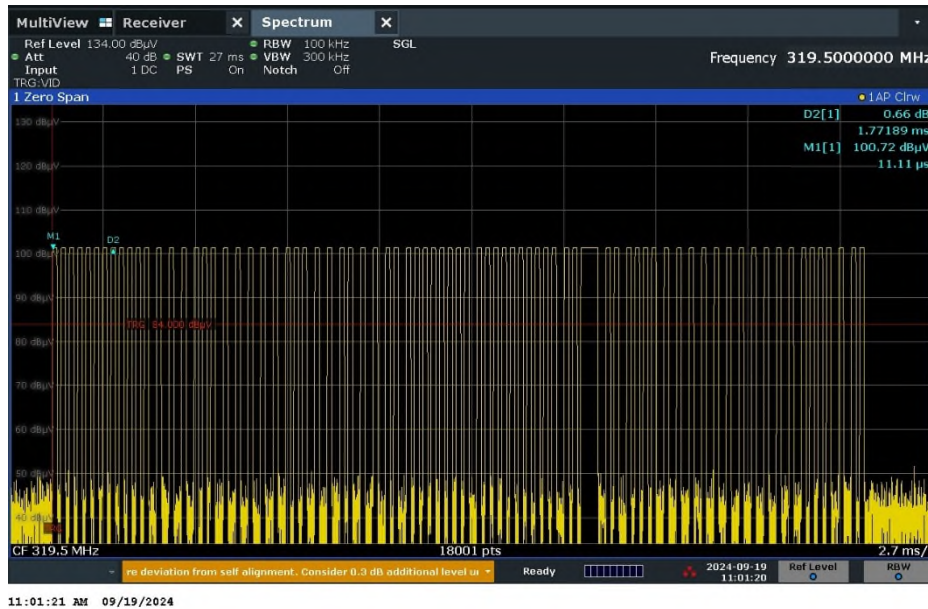 MultiView Receiver X Spectrum X
Ref Level 134.00 dBµV RBW 100 kHz SGL
Att 40 dB SWT 27 ms VBW 300 kHz Frequency 319.5000000 MHz
Input 1 DC PS On Notch Off
TRG:VID
1 Zero Span 1AP Clrw
D2[1] 0.66 dB
1.77189 ms
M1[1] 100.72 dBµV
11.11 µs
130 dBµV
120 dBµV
110 dBµV
M1 D2
100 dBµV
90 dBµV
TRG 84.000 dBµV
80 dBµV
70 dBµV
60 dBµV
50 dBµV
40 dBµV
CF 319.5 MHz 18001 pts 2.7 ms/
re deviation from self alignment. Consider 0.3 dB additional level Ready 2024-09-19 Ref Level RBW
11:01:20
11:01:21 AM 09/19/2024